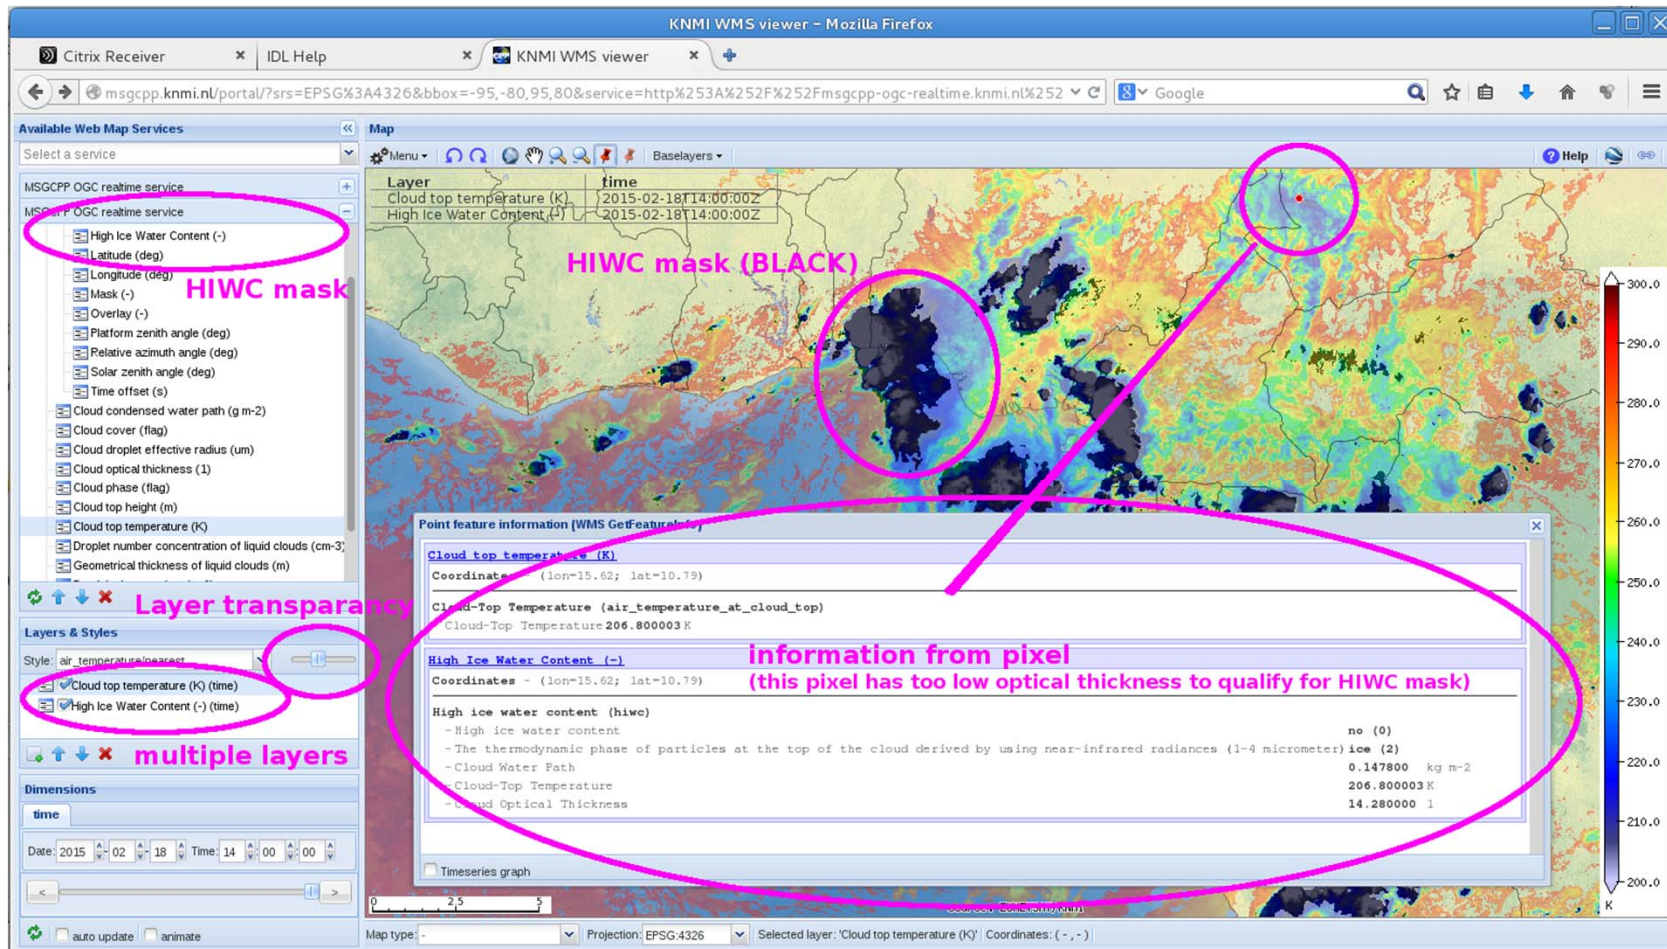 KNMI WMS viewer - Mozilla Firefox
Citrix Receiver
IDL Help
KNMI WMS viewer
msgcpp.knmi.nl/portal/?srs=EPSG%3A4326&bbox=-95,-80,95,80&service=http%253A%252F%252Fmsgcpp-ogc-realtime.knmi.nl%252
Google
Available Web Map Services
Map
Select a service
Menu
Baselayers
Help
MSGCPP OGC realtime service
MSGCPP OGC realtime service
High Ice Water Content (-)
Latitude (deg)
Longitude (deg)
HIWC mask
Mask (-)
Overlay (-)
Platform zenith angle (deg)
Relative azimuth angle (deg)
Solar zenith angle (deg)
Time offset (s)
Cloud condensed water path (g m-2)
Cloud cover (flag)
Cloud droplet effective radius (um)
Cloud optical thickness (1)
Cloud phase (flag)
Cloud top height (m)
Cloud top temperature (K)
Droplet number concentration of liquid clouds (cm-3)
Geometrical thickness of liquid clouds (m)
Layer transparancy
Layers & Styles
Style: air_temperature/nearest
Cloud top temperature (K) (time)
High Ice Water Content (-) (time)
multiple layers
Dimensions
time
Date: 2015 - 02 - 18 Time: 14 : 00 : 00
< >
auto update animate
Layer time
Cloud top temperature (K) 2015-02-18T14:00:00Z
High Ice Water Content (-) 2015-02-18T14:00:00Z
HIWC mask (BLACK)
300.0
290.0
280.0
270.0
260.0
250.0
240.0
230.0
220.0
210.0
200.0
K
Point feature information (WMS GetFeatureInfo)
Cloud top temperature (K)
Coordinates - (lon=15.62; lat=10.79)
Cloud-Top Temperature (air_temperature_at_cloud_top)
Cloud-Top Temperature 206.800003 K
High Ice Water Content (-)
information from pixel
Coordinates - (lon=15.62; lat=10.79)
(this pixel has too low optical thickness to qualify for HIWC mask)
High ice water content (hiwc)
- High ice water content no (0)
- The thermodynamic phase of particles at the top of the cloud derived by using near-infrared radiances (1-4 micrometer) ice (2)
- Cloud Water Path 0.147800 kg m-2
- Cloud-Top Temperature 206.800003 K
- Cloud Optical Thickness 14.280000 1
Timeseries graph
0 2.5 5
Map type: - Projection: EPSG:4326 Selected layer: 'Cloud top temperature (K)' Coordinates: ( - , - )